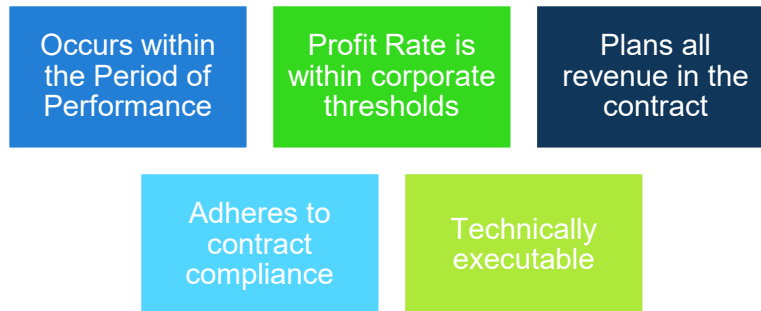 Occurs within
the Period of
Performance
Profit Rate is
within corporate
thresholds
Plans all
revenue in the
contract
Adheres to
contract
compliance
Technically
executable